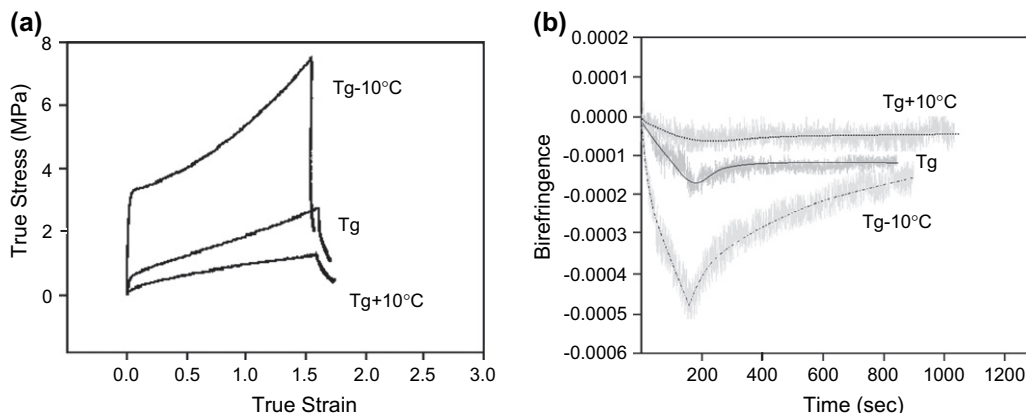 (a)
8
6
4
2
0
True Stress (MPa)
Tg-10°C
Tg
Tg+10°C
0.0 0.5 1.0 1.5 2.0 2.5 3.0
True Strain
(b)
0.0002
0.0001
0.0000
-0.0001
-0.0002
-0.0003
-0.0004
-0.0005
-0.0006
Birefringence
Tg+10°C
Tg
Tg-10°C
0 200 400 600 800 1000 1200
Time (sec)